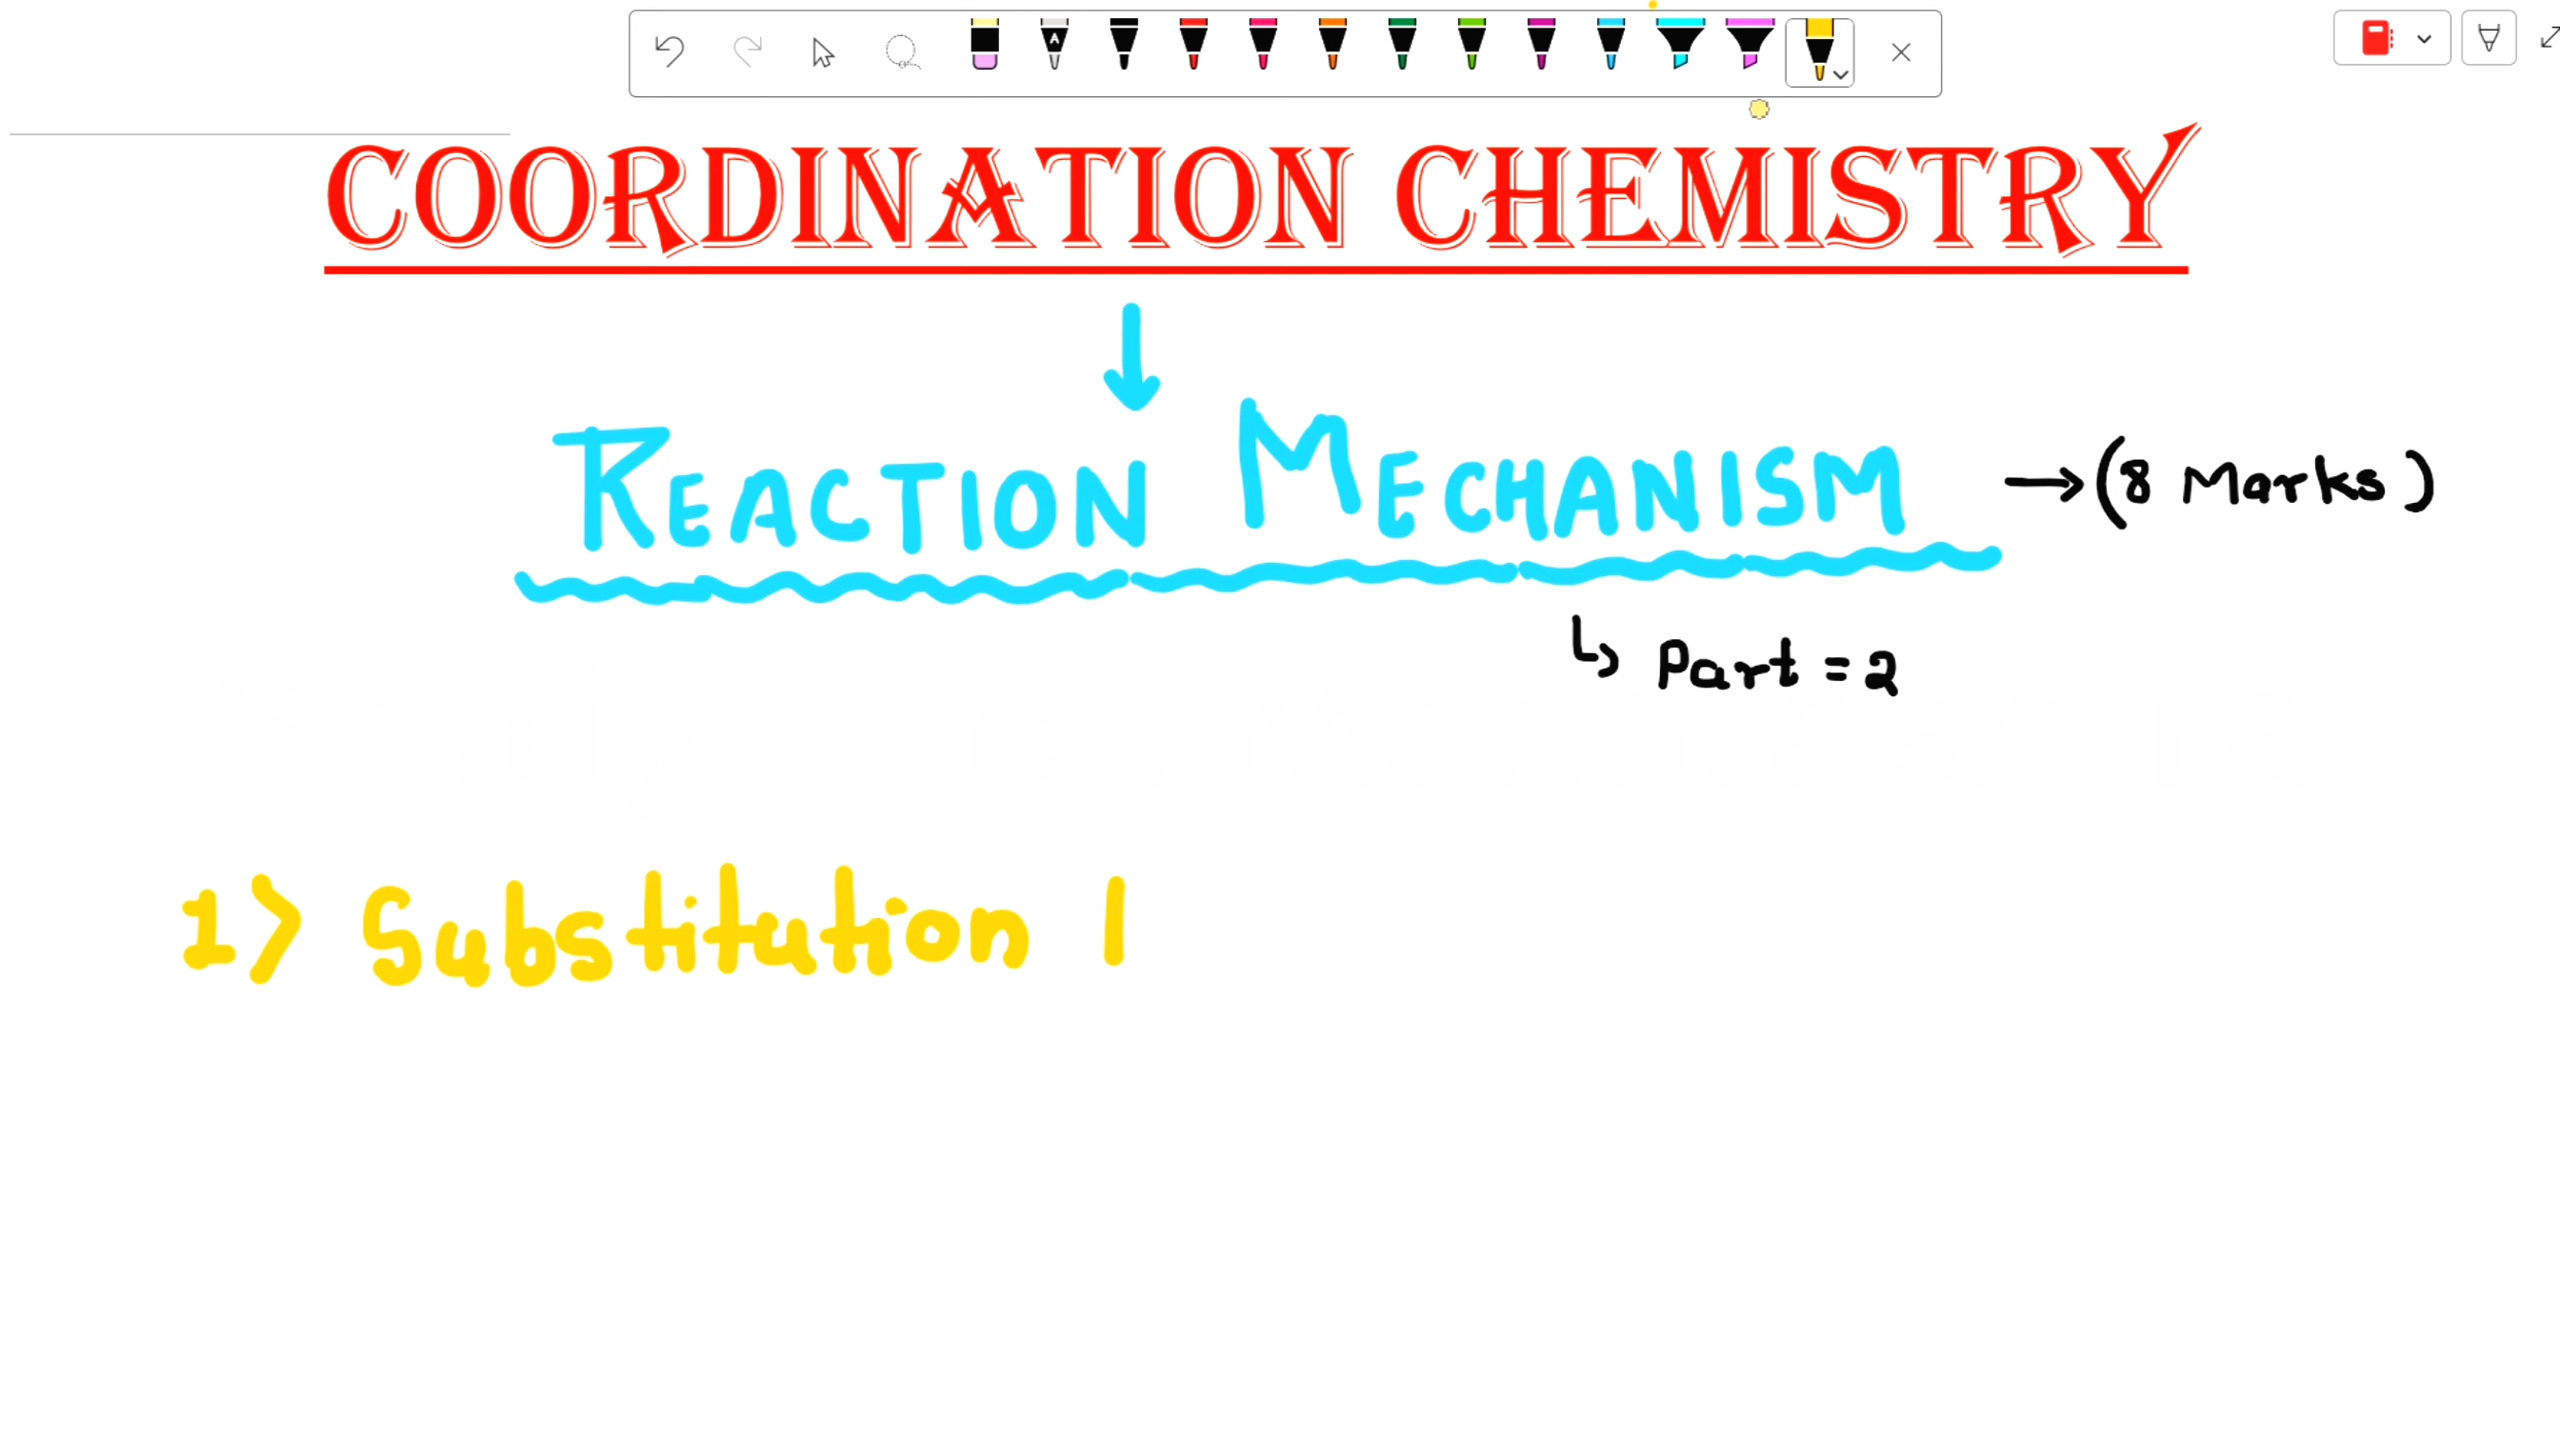 COORDINATION CHEMISTRY
REACTION MECHANISM → (8 Marks)
↳ Part = 2
Study Tech Maharashtra
1> Substitution |